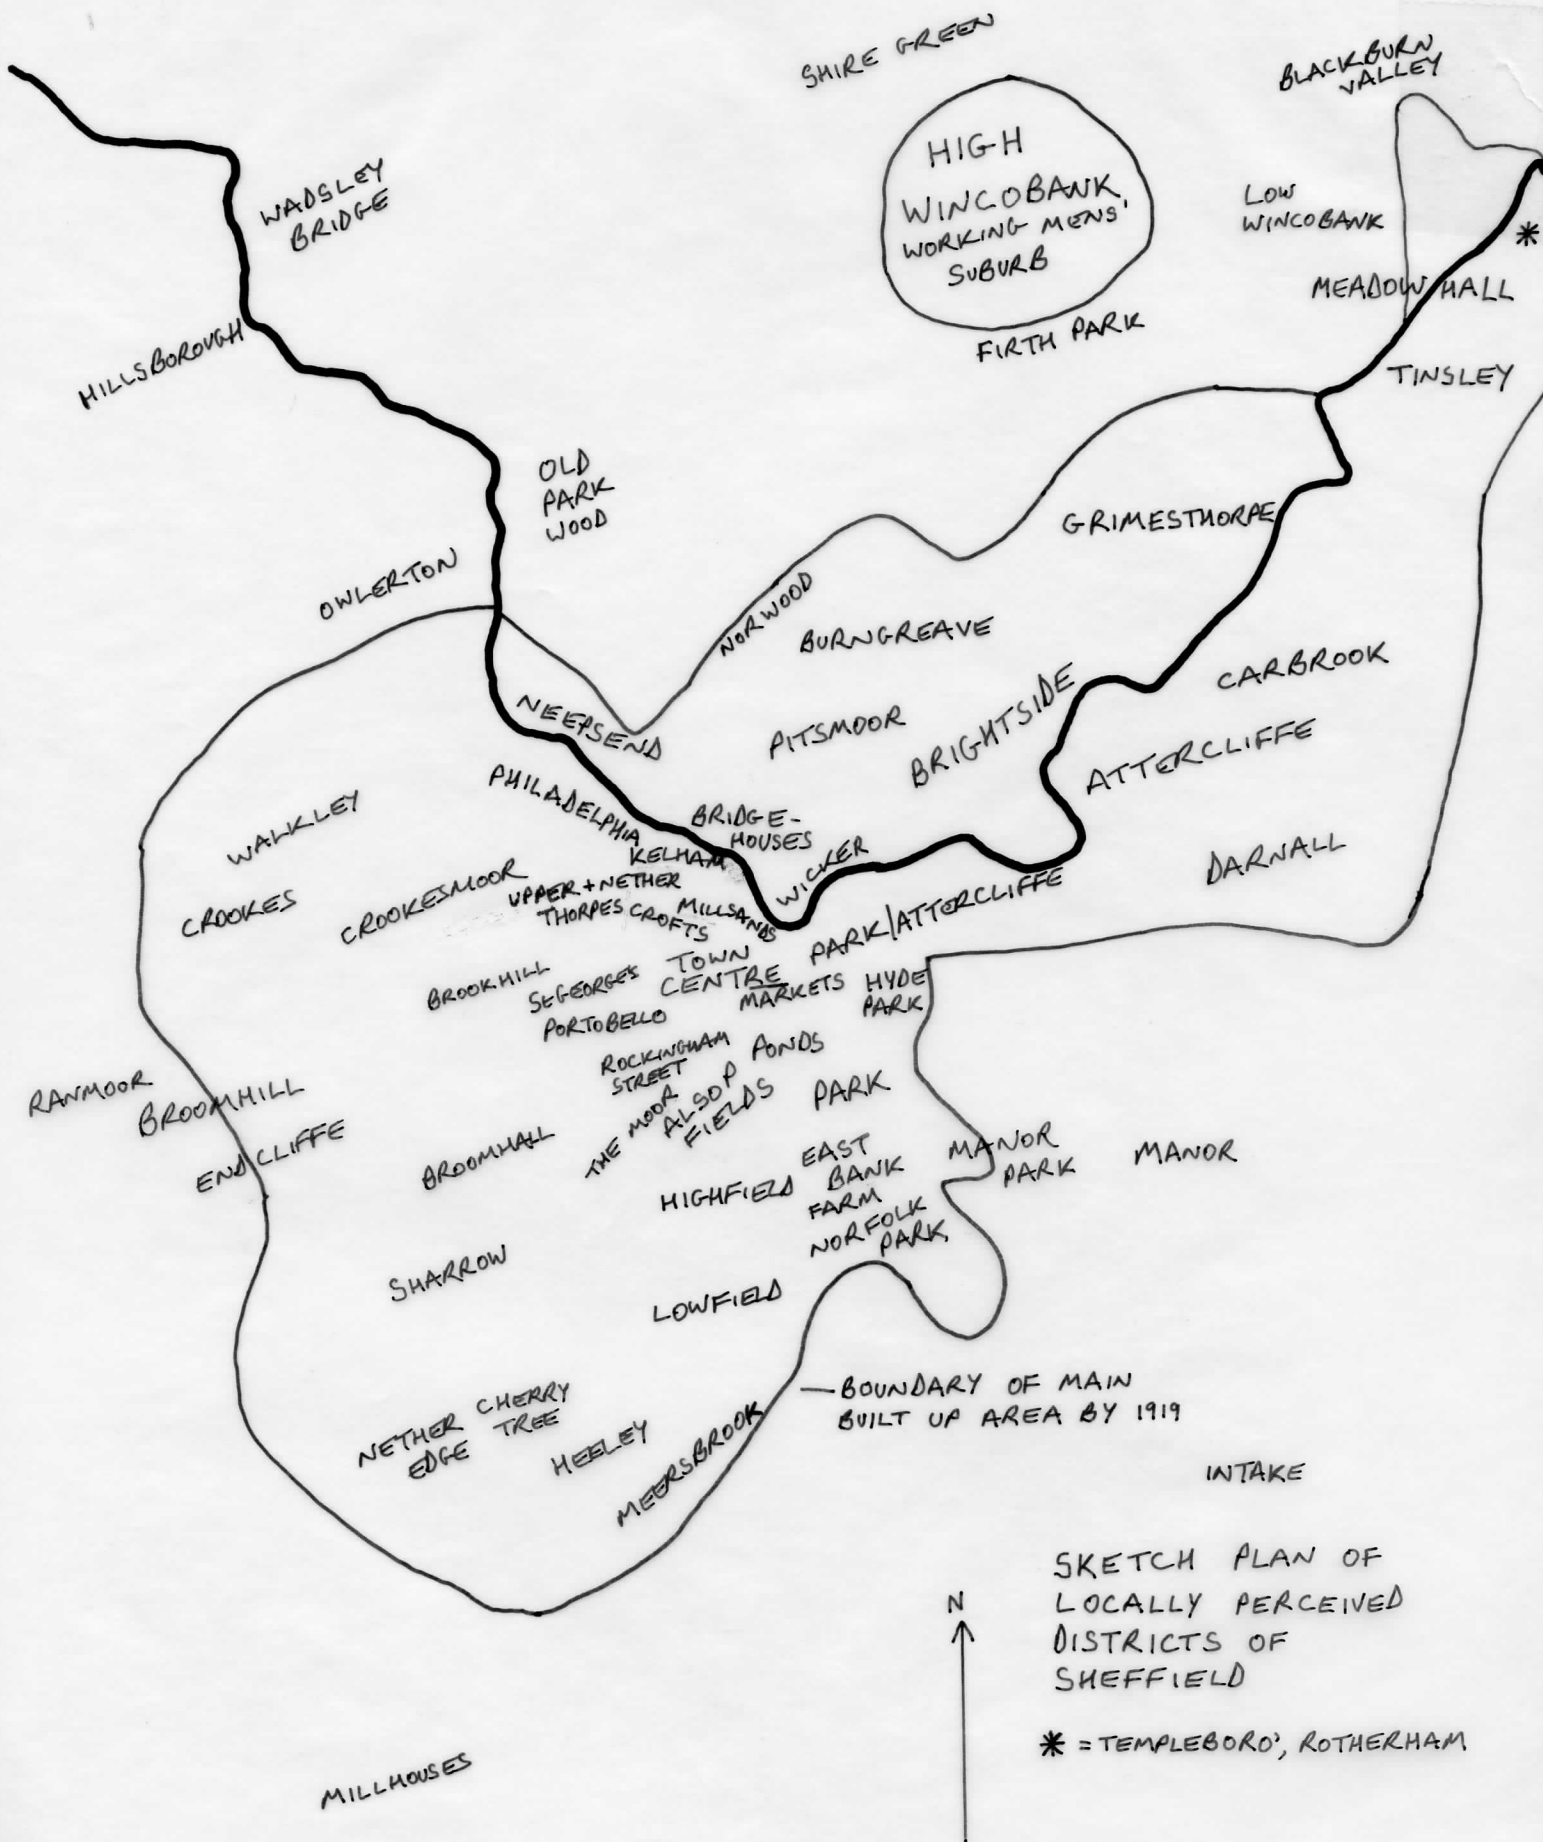 SHIRE GREEN
BLACKBURN
VALLEY
HIGH
WINCOBANK
WORKING MENS'
SUBURB
WADSLEY
BRIDGE
LOW
WINCOBANK
*
MEADOW HALL
FIRTH PARK
HILLSBOROUGH
TINSLEY
OLD
PARK
WOOD
GRIMESTHORPE
OWLERTON
NORWOOD
BURNGREAVE
CARBROOK
NEEPSEND
PITSMOOR
BRIGHTSIDE
ATTERCLIFFE
PHILADELPHIA
BRIDGE-
HOUSES
WALKLEY
KELHAM
WICKER
DARNALL
CROOKES
CROOKESMOOR
UPPER + NETHER
THORPES
CROFTS
MILLSANDS
PARK/ATTERCLIFFE
TOWN
CENTRE
BROOKHILL
ST GEORGE'S
MARKETS
HYDE
PARK
PORTOBELLO
ROCKINGHAM
STREET
PONDS
THE MOOR
ALSOP
FIELDS
PARK
RANMOOR
BROOMHILL
ENDCLIFFE
BROOMHALL
EAST
BANK
FARM
MANOR
PARK
MANOR
HIGHFIELD
NORFOLK
PARK
SHARROW
LOWFIELD
BOUNDARY OF MAIN
BUILT UP AREA BY 1919
NETHER
EDGE
CHERRY
TREE
HEELEY
MEERSBROOK
INTAKE
SKETCH PLAN OF
LOCALLY PERCEIVED
DISTRICTS OF
SHEFFIELD
N
* = TEMPLEBORO', ROTHERHAM
MILLHOUSES